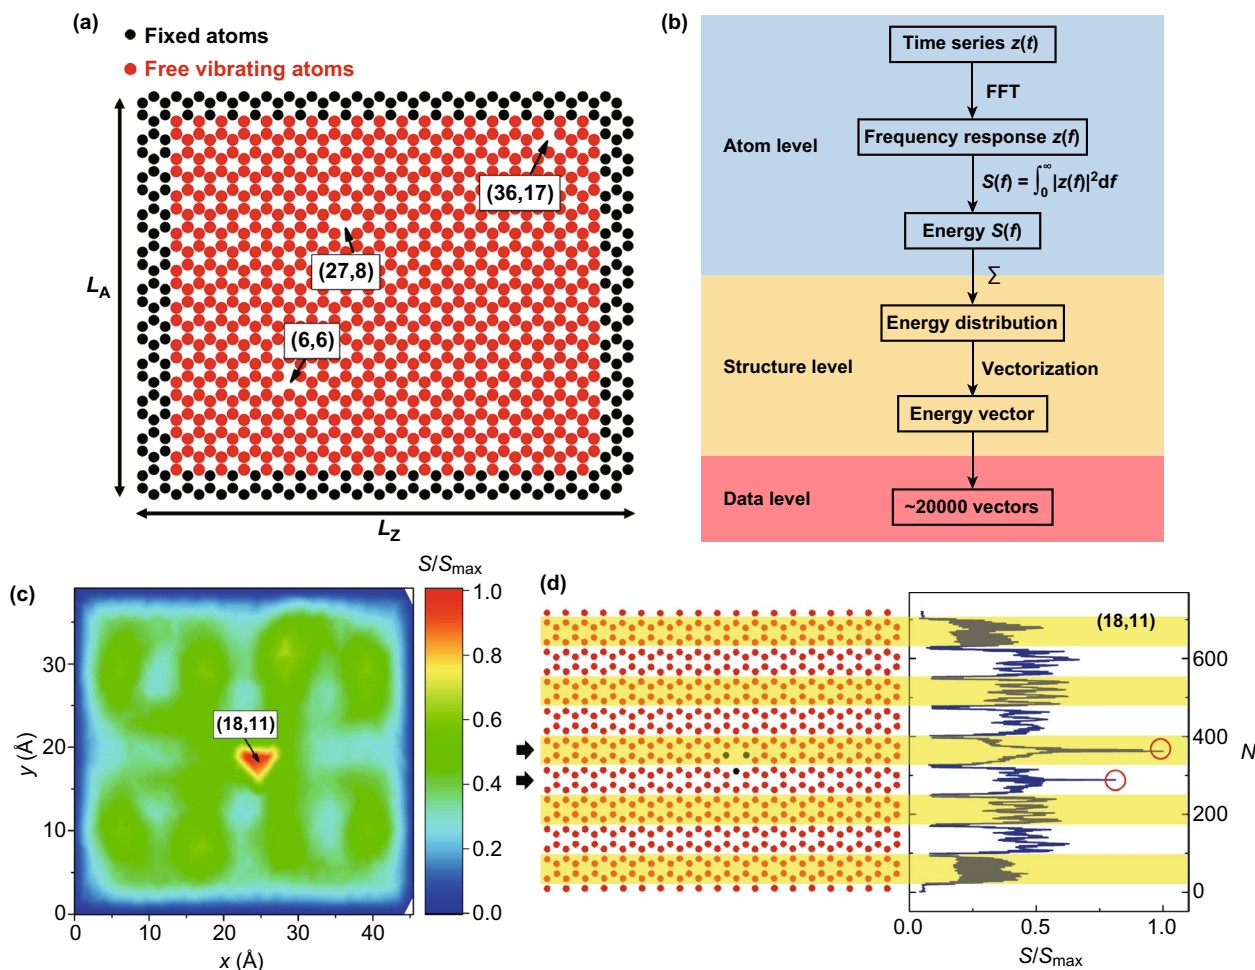 (a)
Fixed atoms
Free vibrating atoms
(36,17)
(27,8)
(6,6)
L_A
L_Z
(b)
Time series z(t)
FFT
Atom level
Frequency response z(f)
S(f) = ∫₀^∞ |z(f)|²df
Energy S(f)
Σ
Energy distribution
Structure level
Vectorization
Energy vector
Data level
~20000 vectors
(c)
S/S_max
1.0
0.8
0.6
0.4
0.2
0.0
(18,11)
y (Å)
30
20
10
0
0 10 20 30 40
x (Å)
(d)
(18,11)
600
400
N
200
0
0.0 0.5 1.0
S/S_max